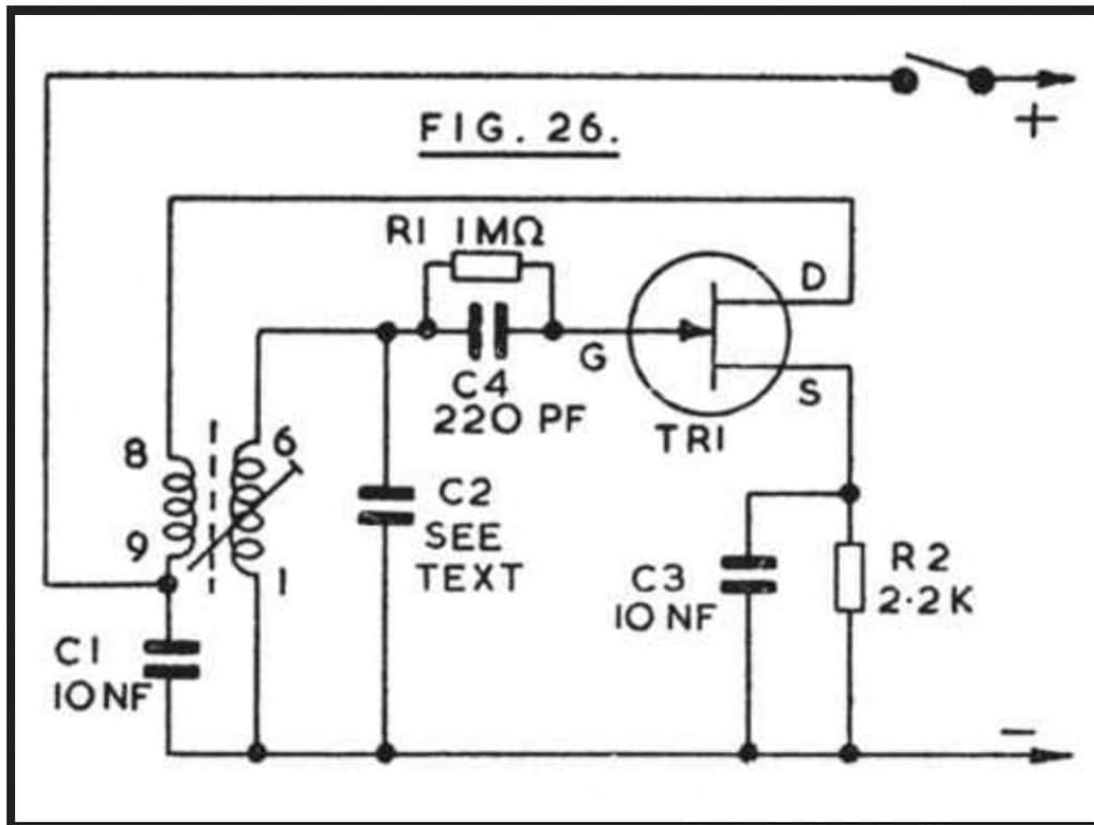 +
FIG. 26.
R1 1MΩ
D
G
S
C4
220 PF
TR1
8
6
9
1
C2
SEE
TEXT
C3
10 NF
R2
2·2K
C1
10NF
−